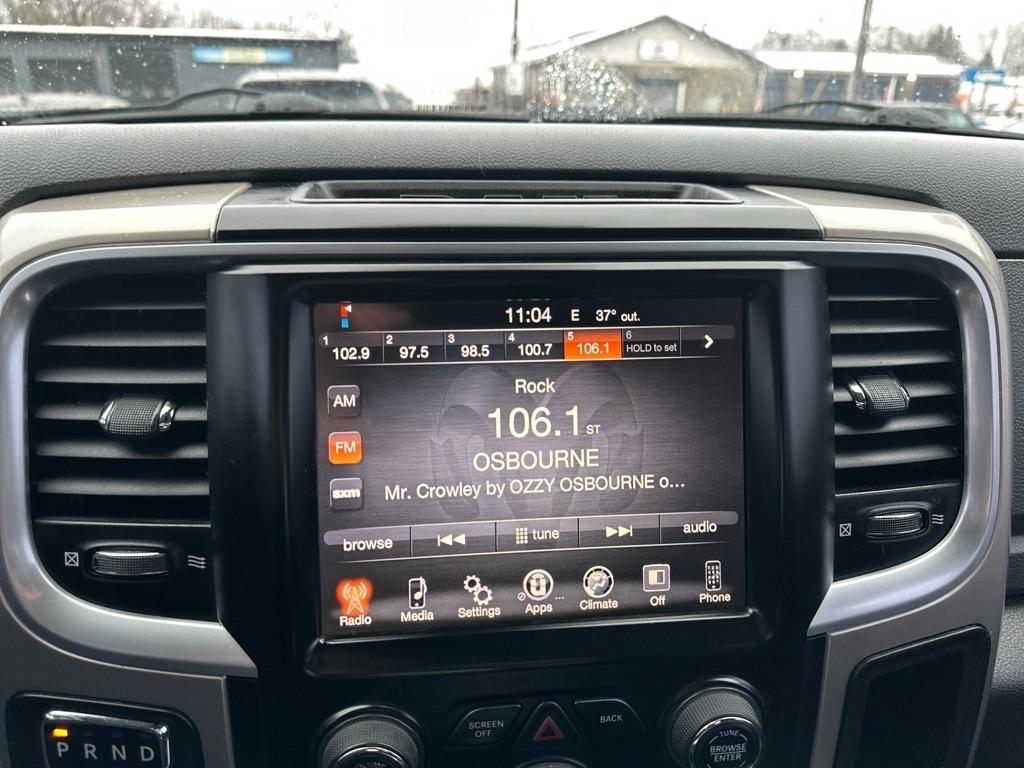 11:04 E 37° out.
1 102.9 2 97.5 3 98.5 4 100.7 5 106.1 6 HOLD to set >
Rock
AM
106.1 ST
FM
OSBOURNE
sxm
Mr. Crowley by OZZY OSBOURNE o...
browse tune audio
Radio Media Settings Apps ... Climate Off Phone
SCREEN OFF BACK
TUNE
BROWSE
ENTER
P R N D